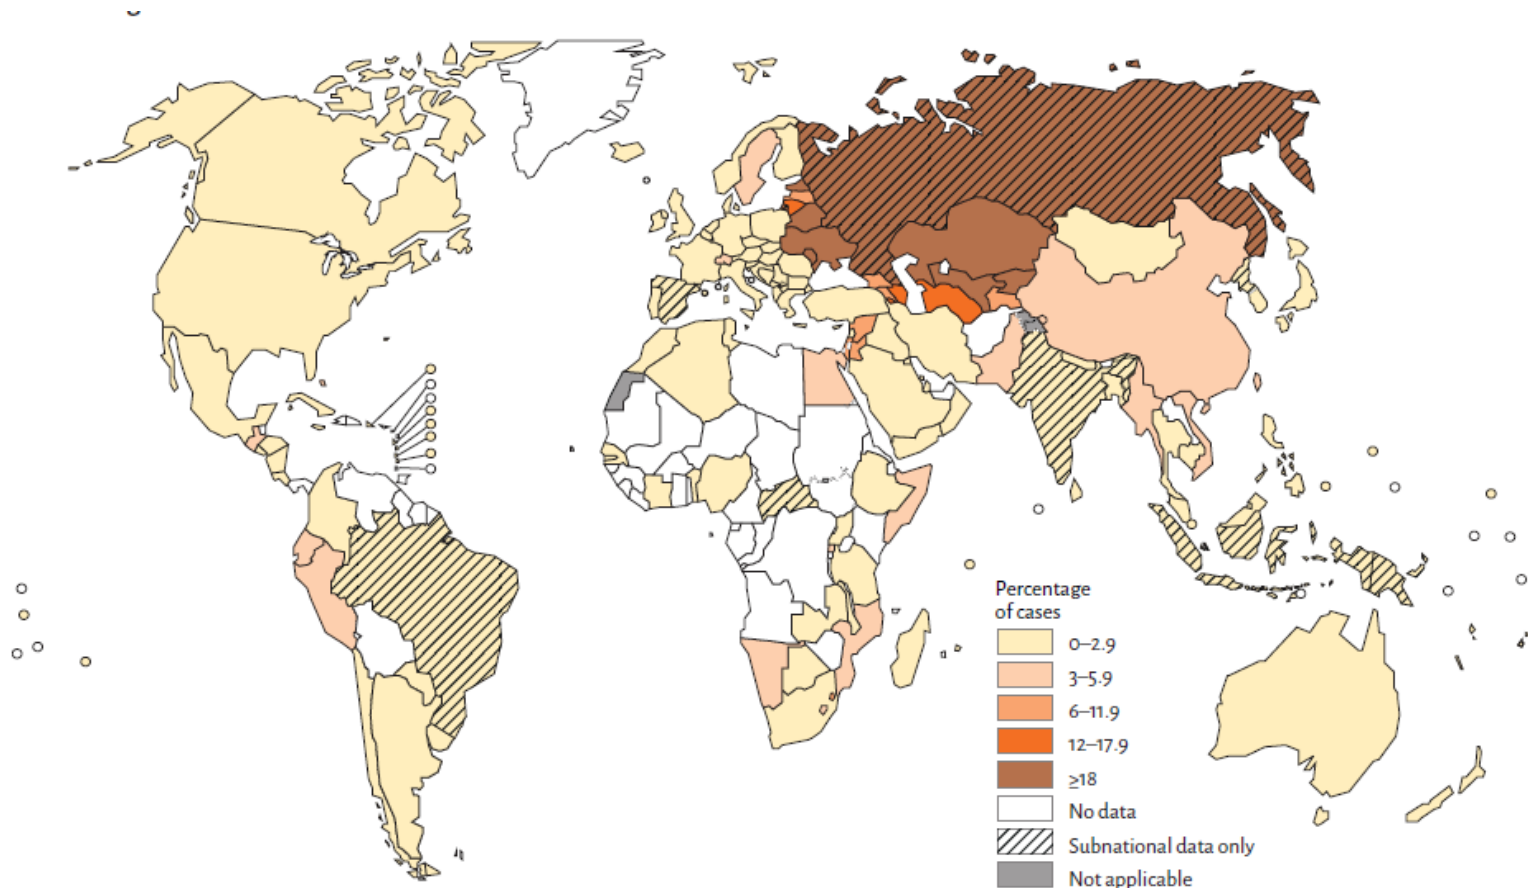 Percentage
of cases
0–2.9
3–5.9
6–11.9
12–17.9
≥18
No data
Subnational data only
Not applicable